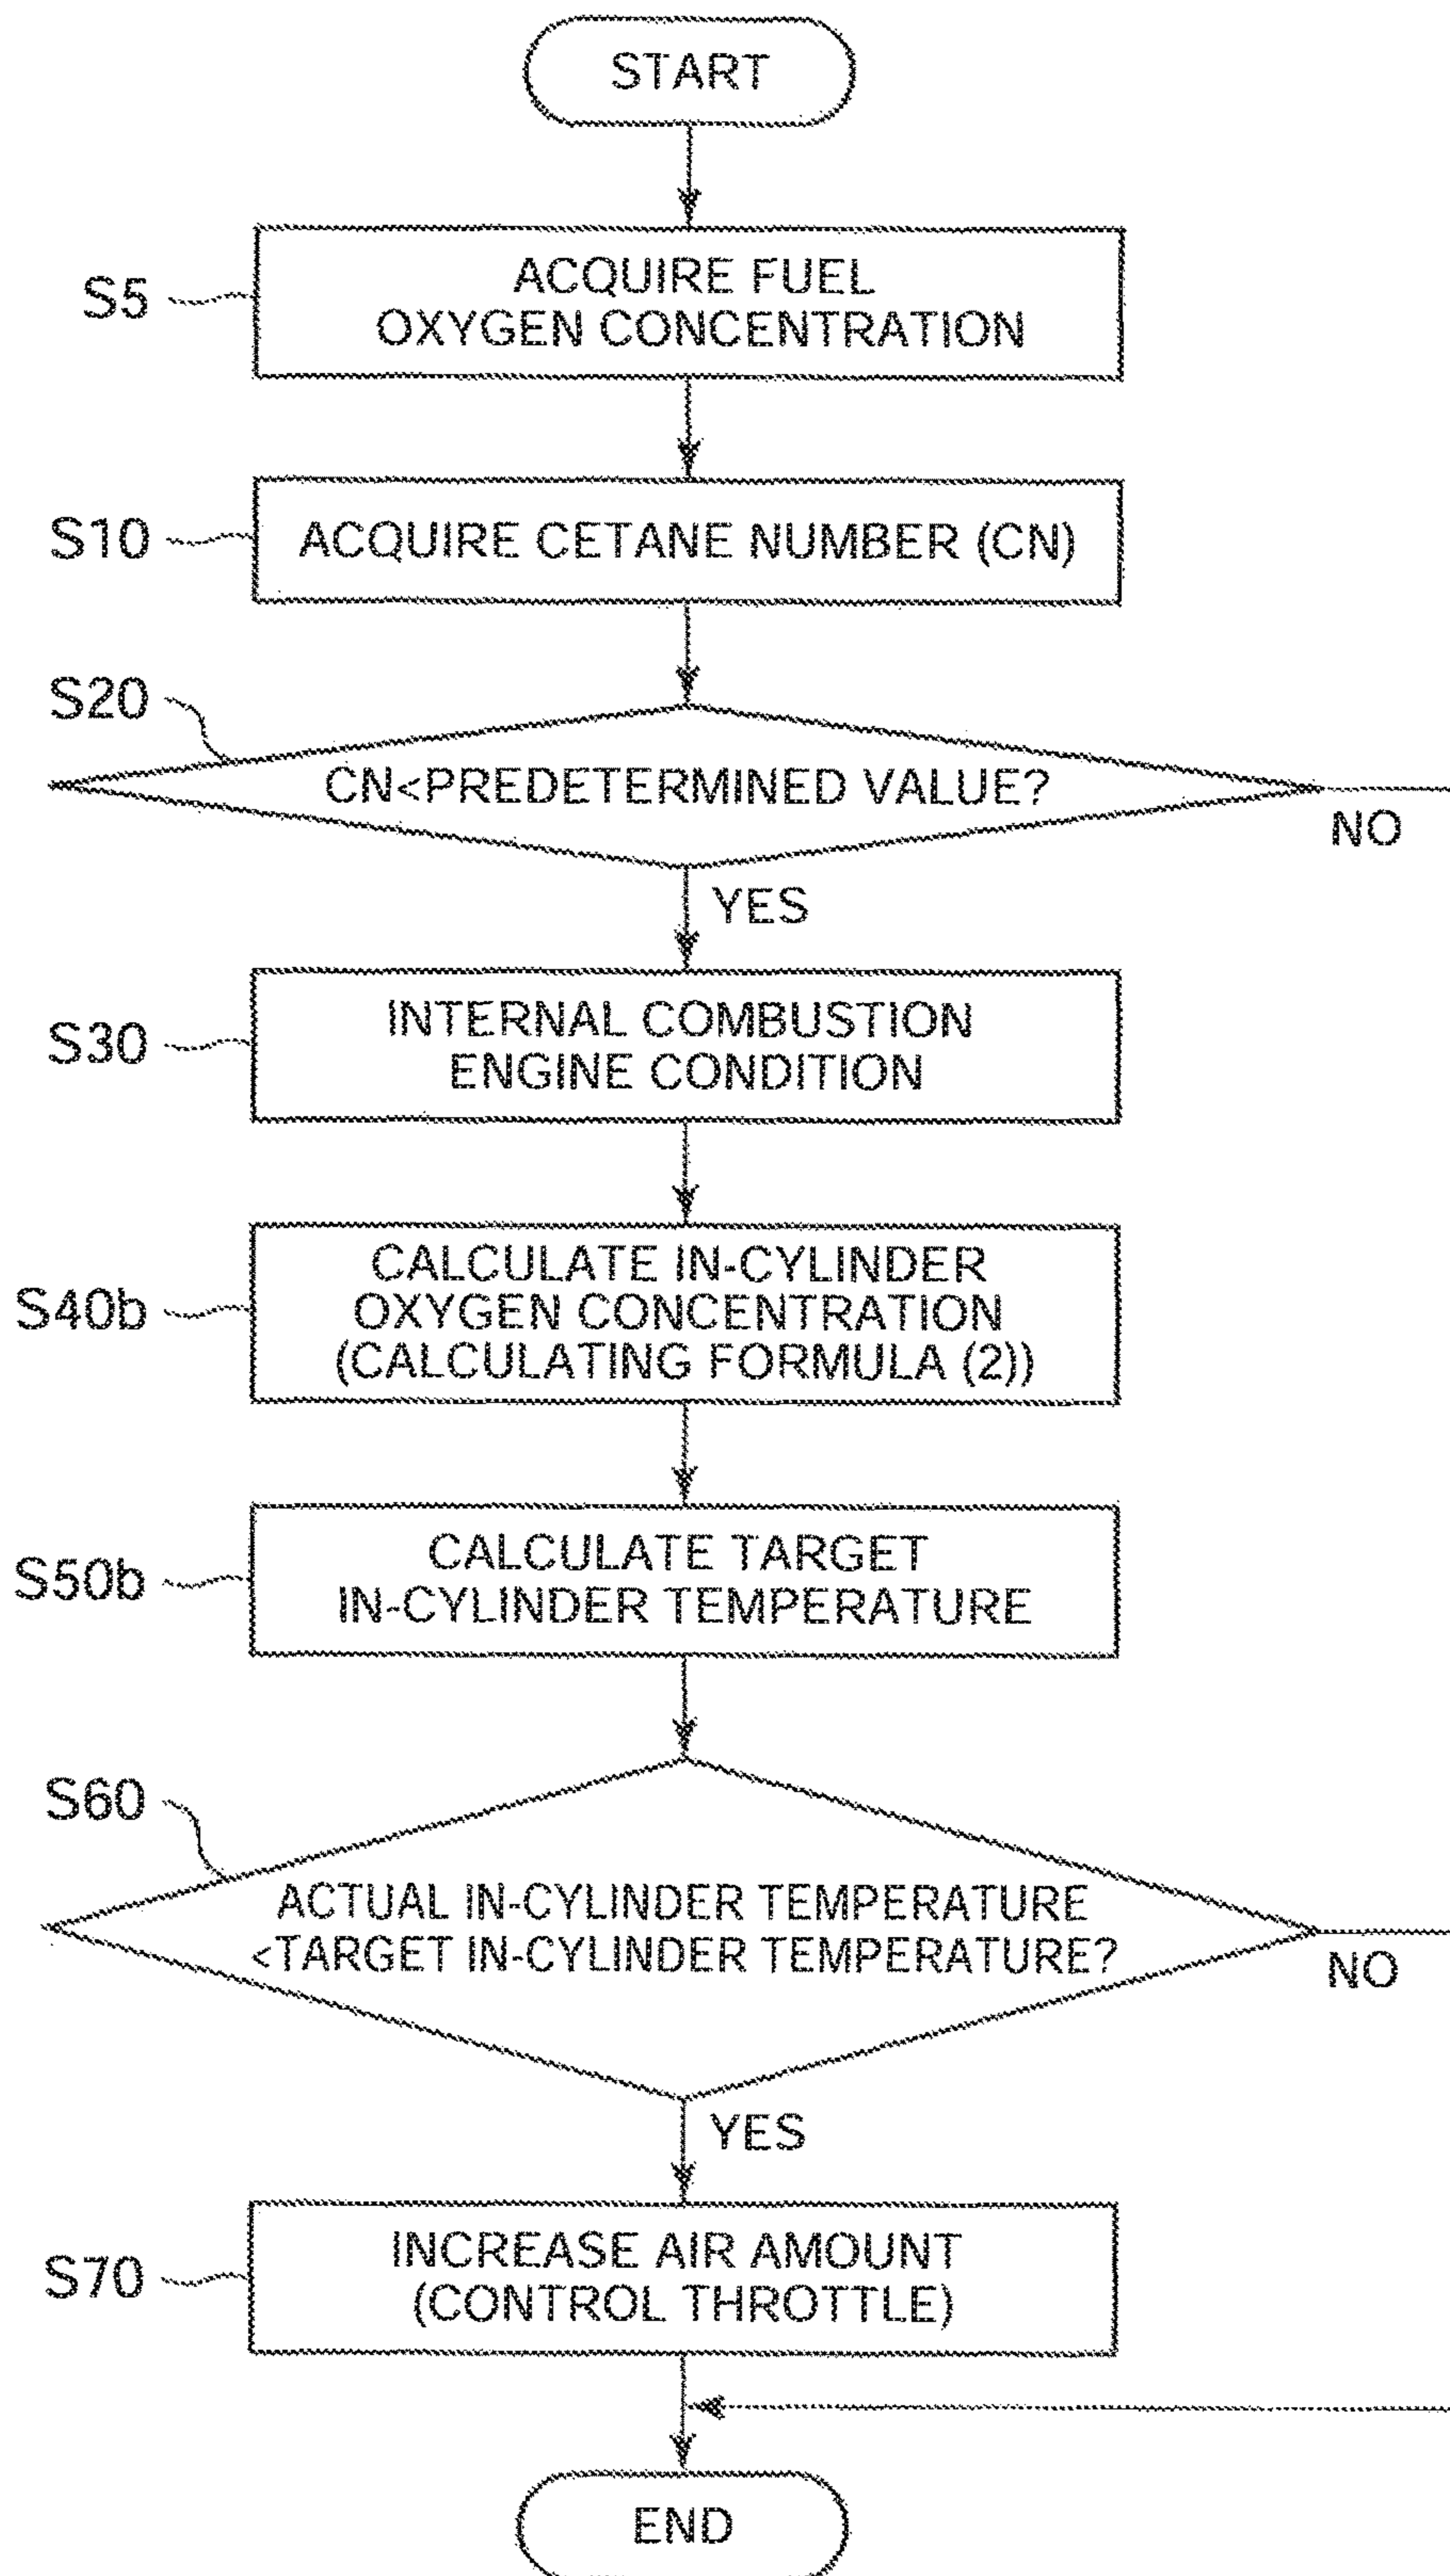 START
S5
ACQUIRE FUEL
OXYGEN CONCENTRATION
S10
ACQUIRE CETANE NUMBER (CN)
S20
CN<PREDETERMINED VALUE?
NO
YES
S30
INTERNAL COMBUSTION
ENGINE CONDITION
S40b
CALCULATE IN-CYLINDER
OXYGEN CONCENTRATION
(CALCULATING FORMULA (2))
S50b
CALCULATE TARGET
IN-CYLINDER TEMPERATURE
S60
ACTUAL IN-CYLINDER TEMPERATURE
<TARGET IN-CYLINDER TEMPERATURE?
NO
YES
S70
INCREASE AIR AMOUNT
(CONTROL THROTTLE)
END